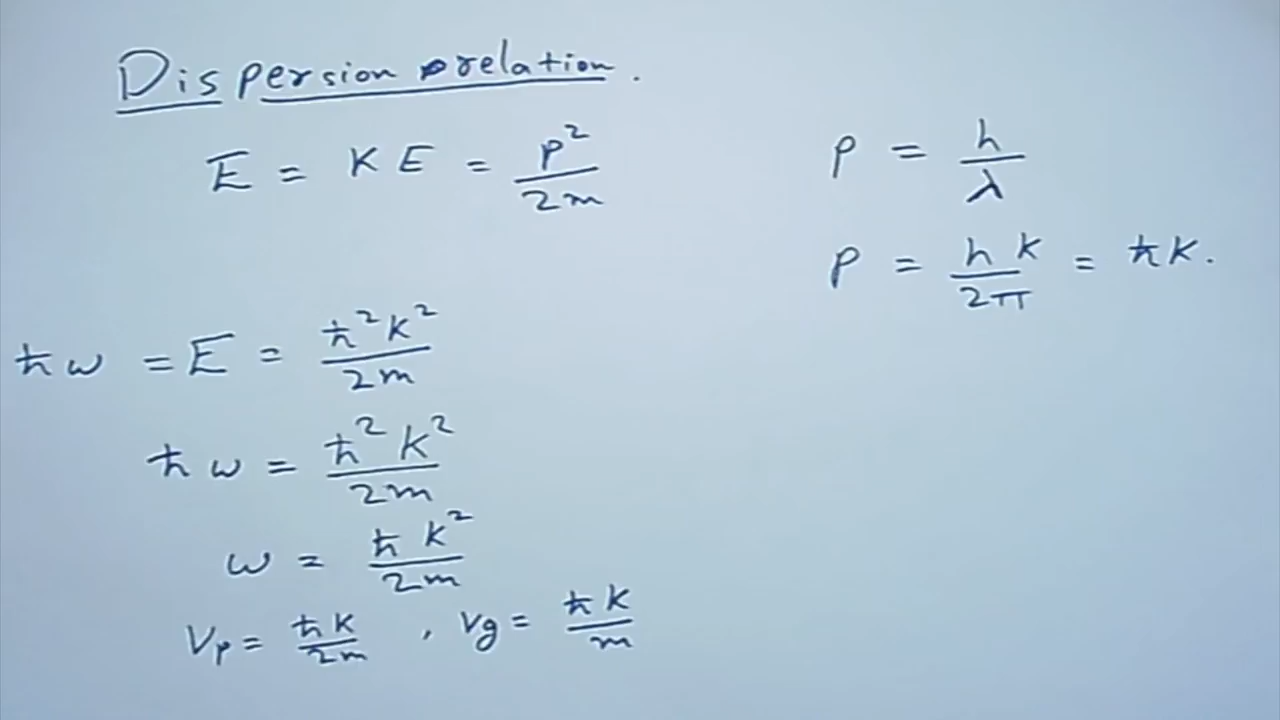 Dispersion relation.
E = KE = p²/2m
p = h/λ
p = h/2π k = ħk.
ħω = E = ħ²k²/2m
ħω = ħ²k²/2m
ω = ħk²/2m
Vp = ħk/2m , Vg = ħk/m